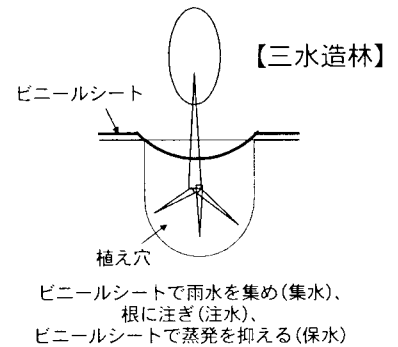 【三水造林】
ビニールシート
植え穴
ビニールシートで雨水を集め(集水)、
根に注ぎ(注水)、
ビニールシートで蒸発を抑える(保水)